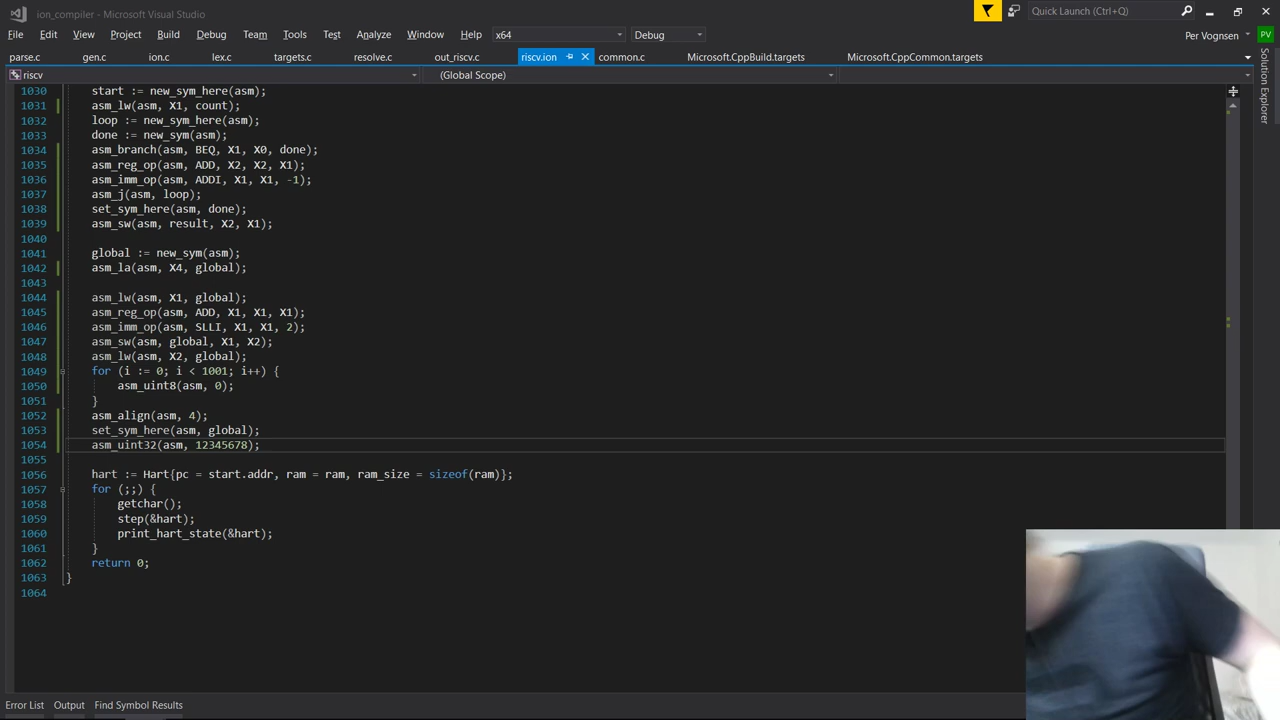 ion_compiler - Microsoft Visual Studio
Quick Launch (Ctrl+Q)
File Edit View Project Build Debug Team Tools Test Analyze Window Help x64 Debug
Per Vognsen PV
parse.c gen.c ion.c lex.c targets.c resolve.c out_riscv.c riscv.ion common.c Microsoft.CppBuild.targets Microsoft.CppCommon.targets
riscv (Global Scope)
Solution Explorer
1030 start := new_sym_here(asm);
1031 asm_lw(asm, X1, count);
1032 loop := new_sym_here(asm);
1033 done := new_sym(asm);
1034 asm_branch(asm, BEQ, X1, X0, done);
1035 asm_reg_op(asm, ADD, X2, X2, X1);
1036 asm_imm_op(asm, ADDI, X1, X1, -1);
1037 asm_j(asm, loop);
1038 set_sym_here(asm, done);
1039 asm_sw(asm, result, X2, X1);
1040
1041 global := new_sym(asm);
1042 asm_la(asm, X4, global);
1043
1044 asm_lw(asm, X1, global);
1045 asm_reg_op(asm, ADD, X1, X1, X1);
1046 asm_imm_op(asm, SLLI, X1, X1, 2);
1047 asm_sw(asm, global, X1, X2);
1048 asm_lw(asm, X2, global);
1049 for (i := 0; i < 1001; i++) {
1050 asm_uint8(asm, 0);
1051 }
1052 asm_align(asm, 4);
1053 set_sym_here(asm, global);
1054 asm_uint32(asm, 12345678);
1055
1056 hart := Hart{pc = start.addr, ram = ram, ram_size = sizeof(ram)};
1057 for (;;) {
1058 getchar();
1059 step(&hart);
1060 print_hart_state(&hart);
1061 }
1062 return 0;
1063 }
1064
Error List Output Find Symbol Results